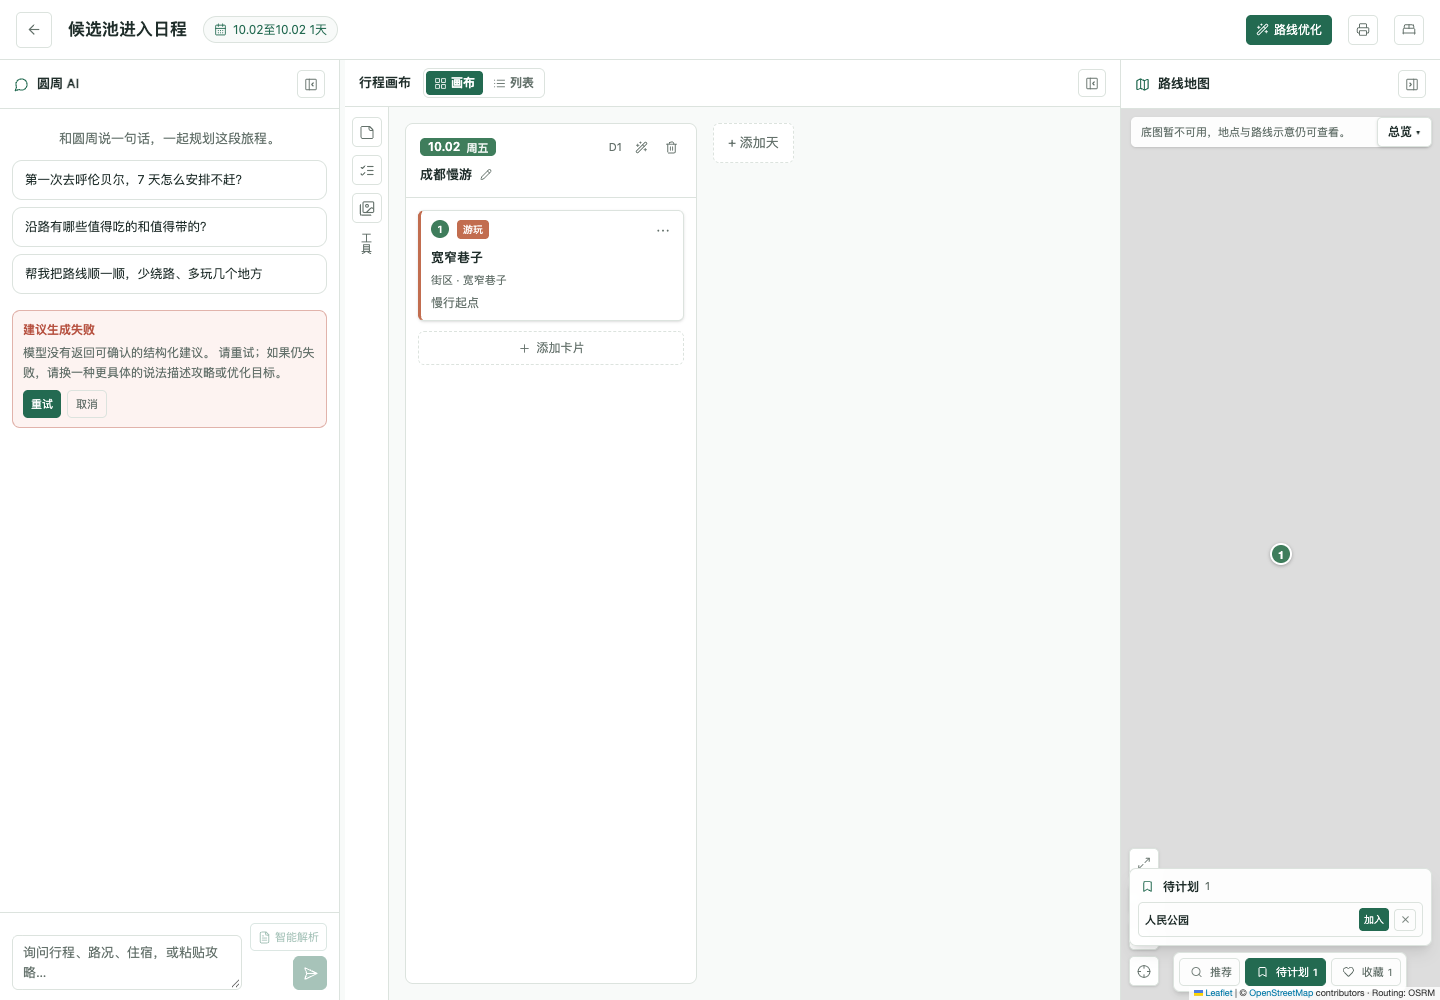 候选池进入日程
10.02至10.02 1天
路线优化
圆周 AI
和圆周说一句话，一起规划这段旅程。
第一次去呼伦贝尔，7 天怎么安排不赶?
沿路有哪些值得吃的和值得带的?
帮我把路线顺一顺，少绕路、多玩几个地方
建议生成失败
模型没有返回可确认的结构化建议。 请重试；如果仍失
败，请换一种更具体的说法描述攻略或优化目标。
重试 取消
智能解析
询问行程、路况、住宿，或粘贴攻
略...
行程画布 画布 列表
工
具
10.02 周五 D1
成都慢游
1 游玩 ...
宽窄巷子
街区 · 宽窄巷子
慢行起点
+ 添加卡片
+ 添加天
路线地图
底图暂不可用，地点与路线示意仍可查看。 总览 ▾
1
待计划 1
人民公园 加入 ×
推荐 待计划 1 收藏 1
Leaflet | © OpenStreetMap contributors · Routing: OSRM